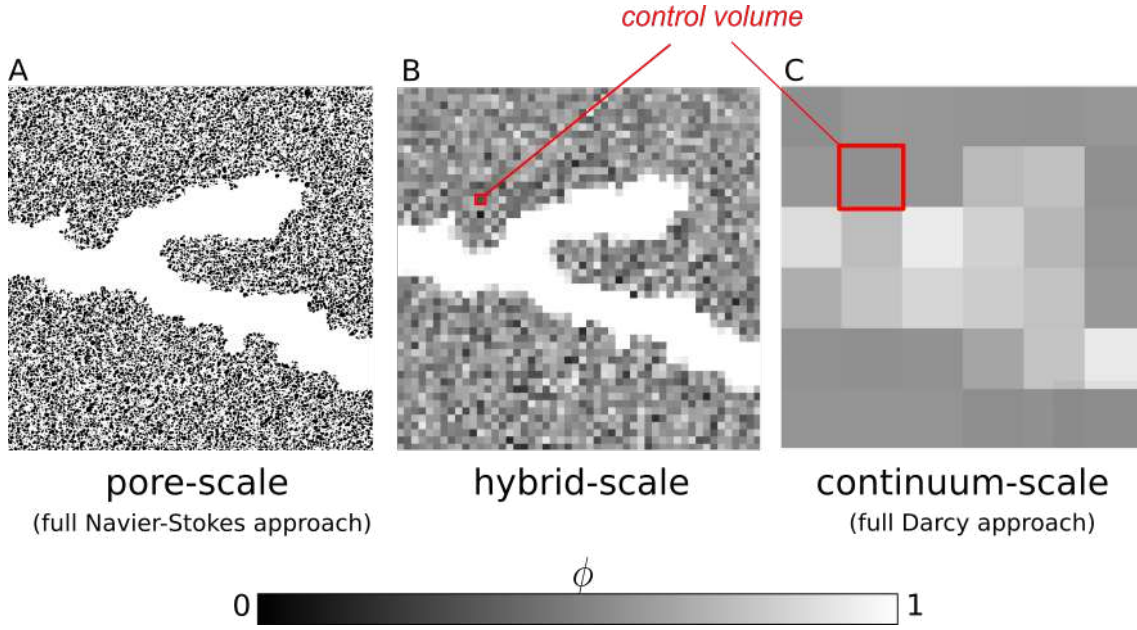 control volume
A
B
C
pore-scale
(full Navier-Stokes approach)
hybrid-scale
continuum-scale
(full Darcy approach)
ϕ
0
1